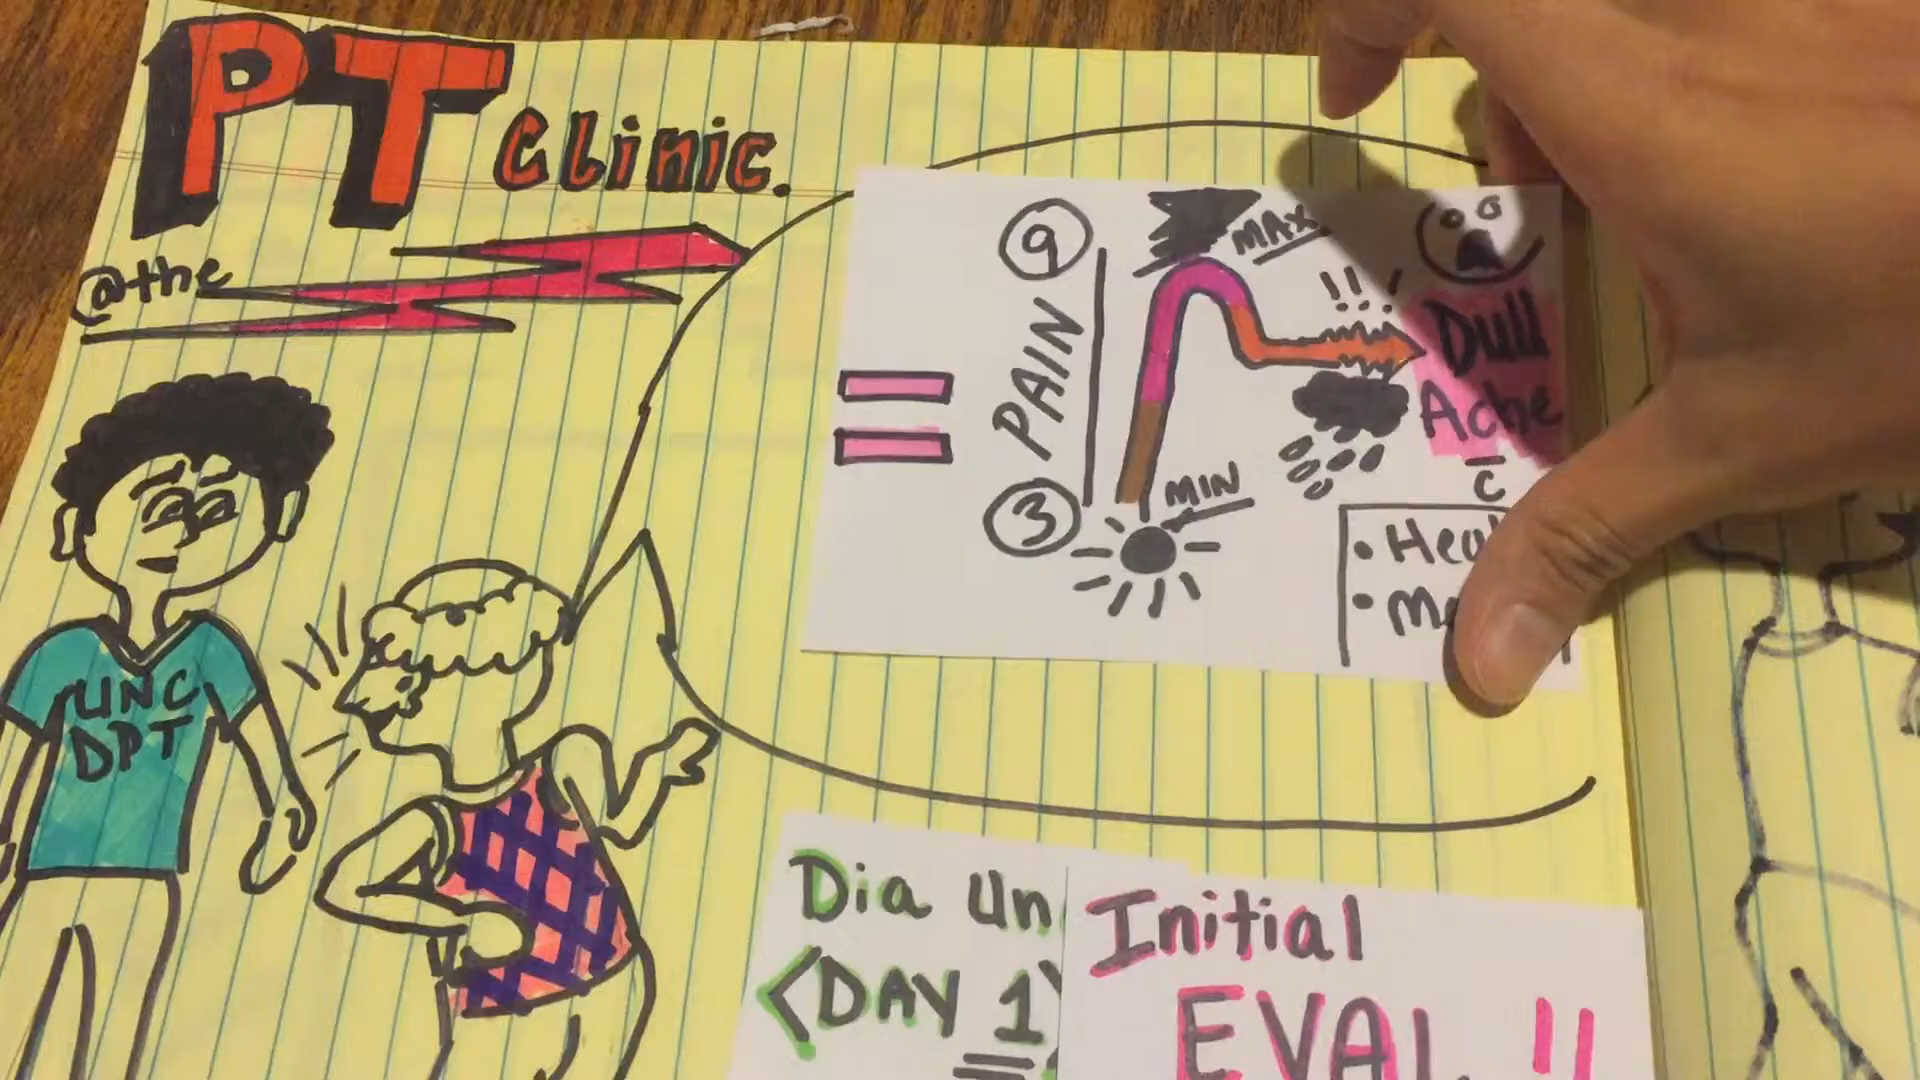 PT Clinic.
@the
9
MAX
!!!
PAIN
Dull
Ache
c
3
MIN
UNC
DPT
Dia Un
<DAY 1
Initial
EVAL !!